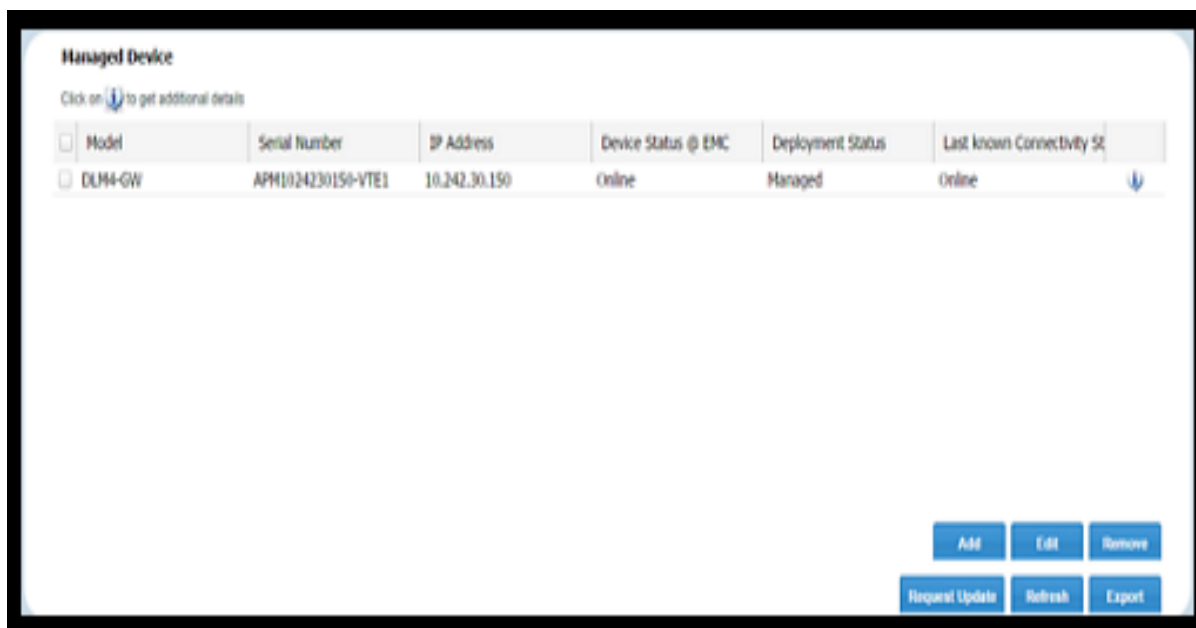 Managed Device
Click on to get additional details
Model Serial Number IP Address Device Status @ EMC Deployment Status Last known Connectivity St
DLM4-GW APM1024230150-VTE1 10.242.30.150 Online Managed Online
Add Edit Remove
Request Update Refresh Export